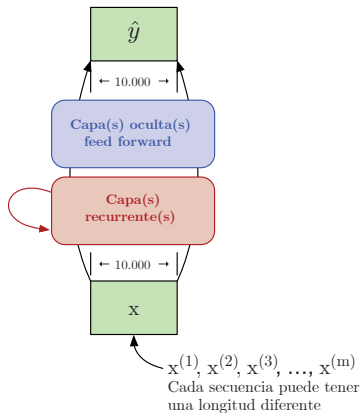 ŷ
← 10.000 →
Capa(s) oculta(s)
feed forward
Capa(s)
recurrente(s)
← 10.000 →
x
x(1), x(2), x(3), ..., x(m)
Cada secuencia puede tener
una longitud diferente